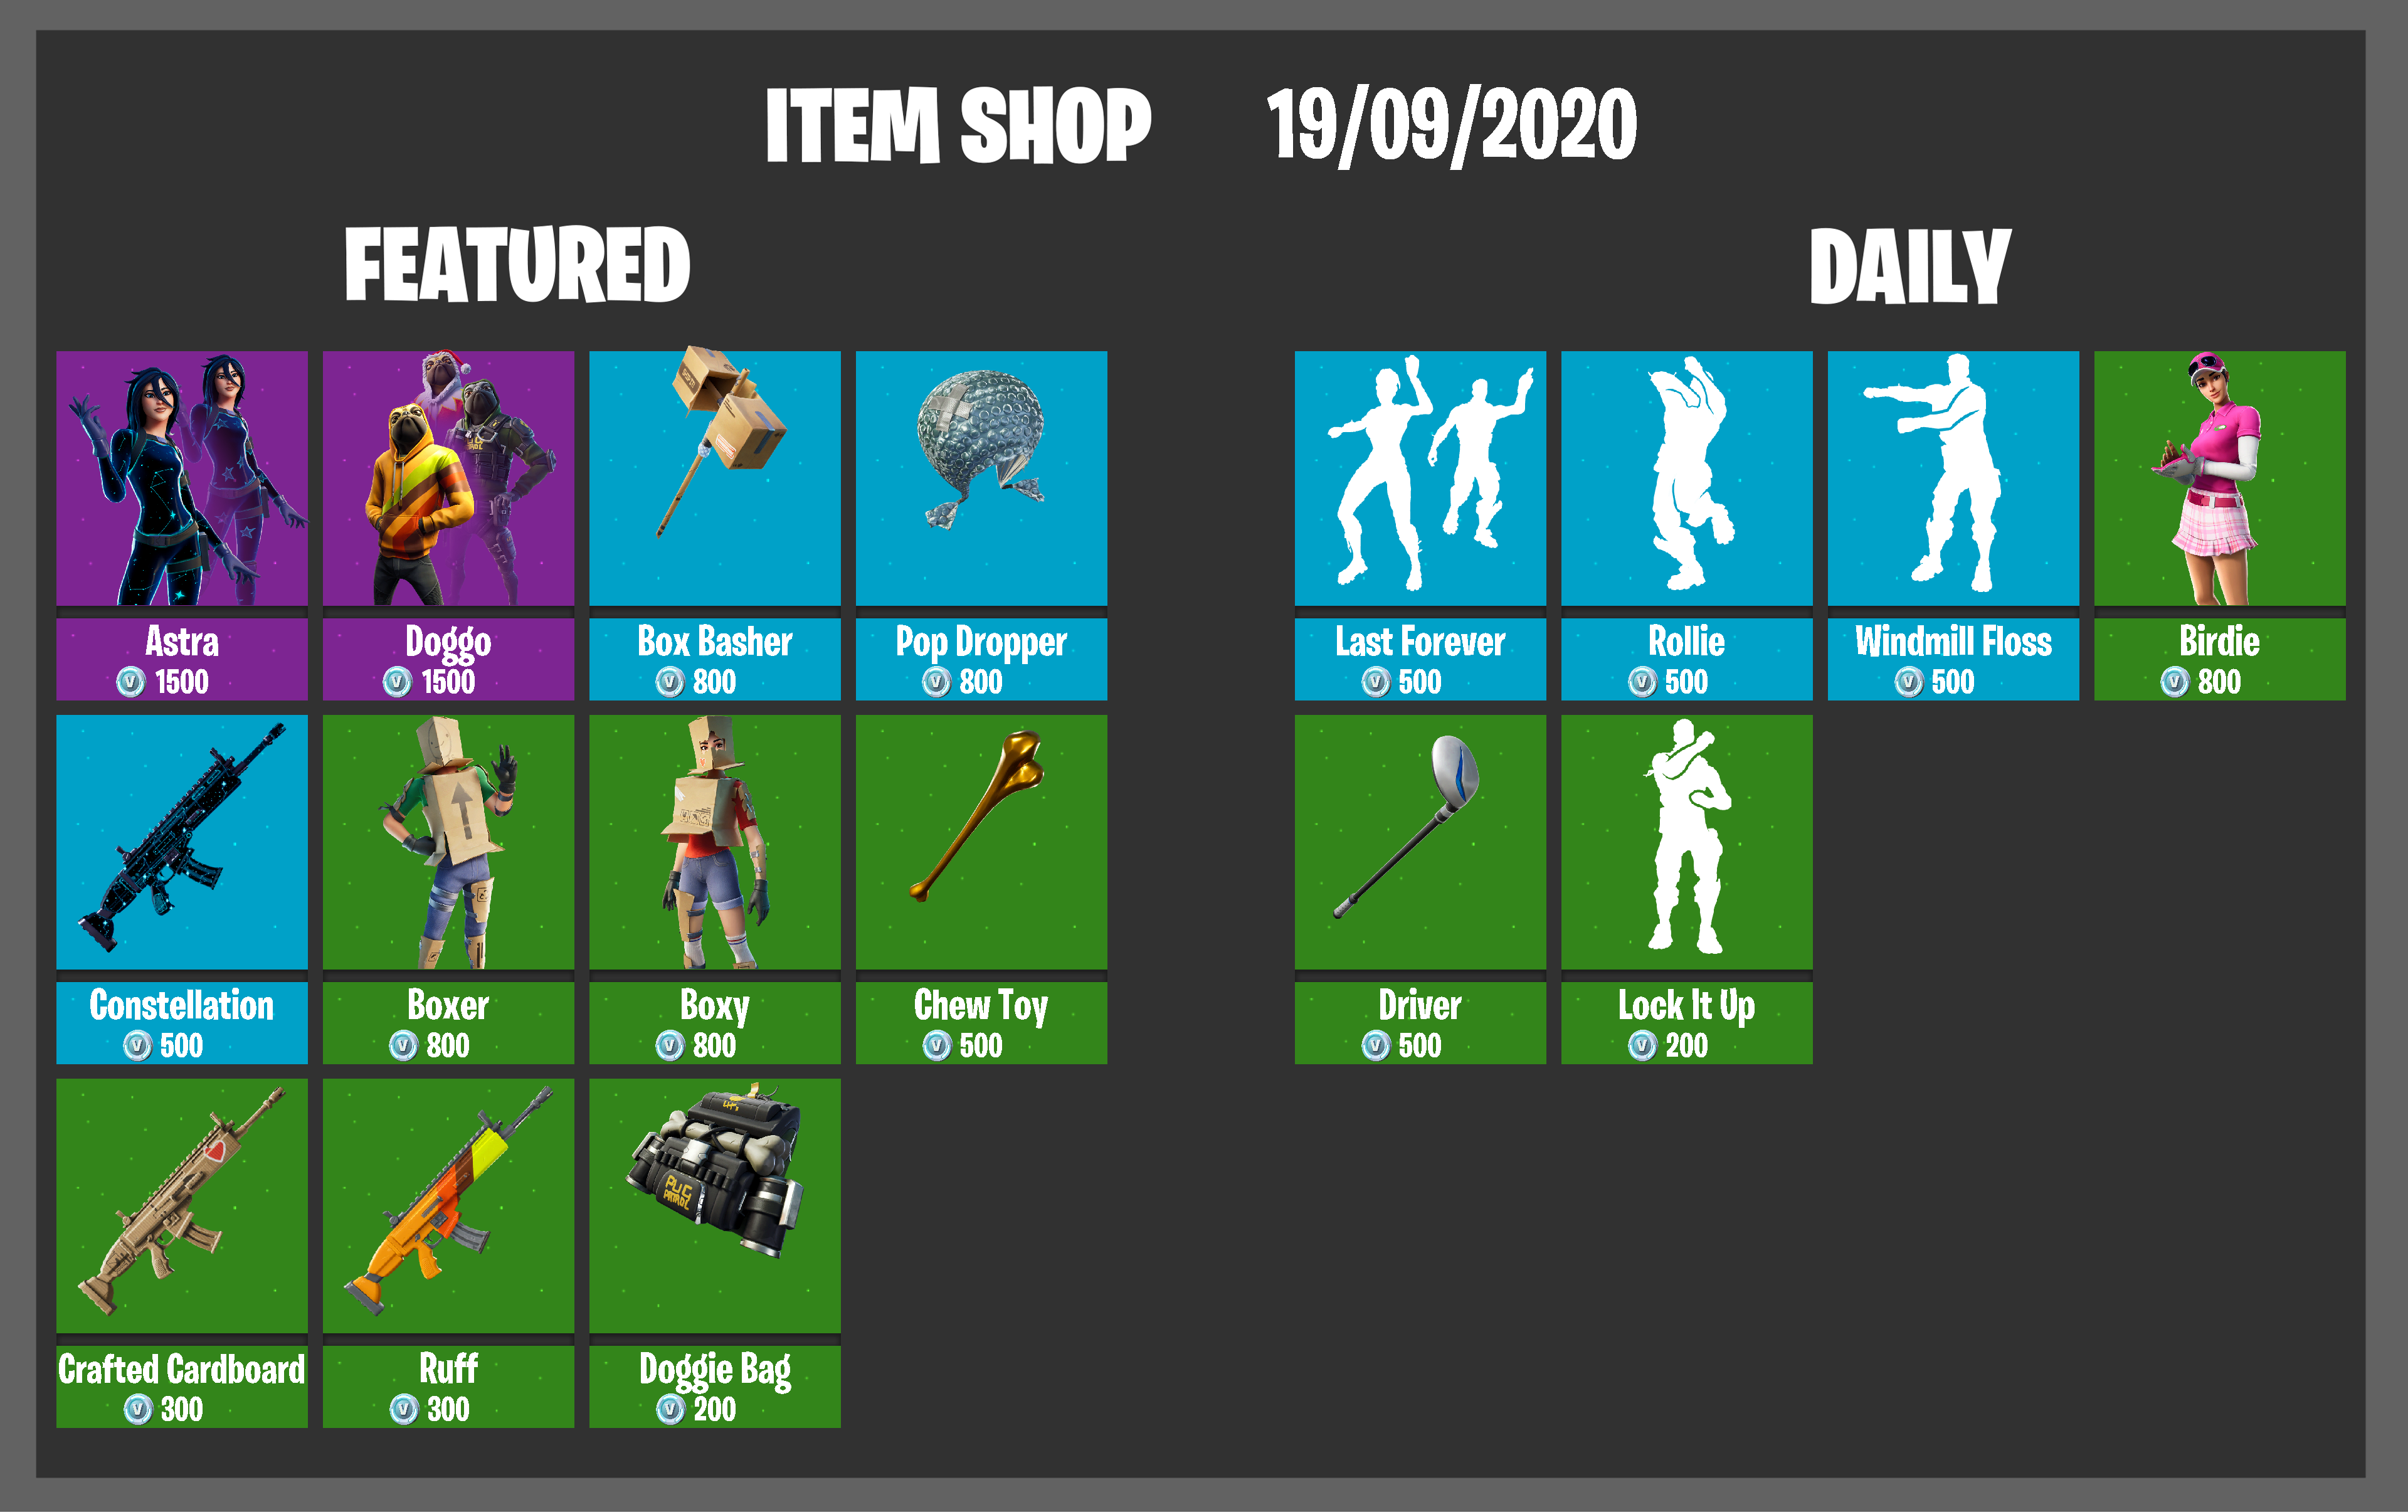 ITEM SHOP 19/09/2020
FEATURED
DAILY
Astra
1500
Doggo
1500
Box Basher
800
Pop Dropper
800
Constellation
500
Boxer
800
Boxy
800
Chew Toy
500
Crafted Cardboard
300
Ruff
300
PUG
PATROL
Doggie Bag
200
Last Forever
500
Rollie
500
Windmill Floss
500
Birdie
800
Driver
500
Lock It Up
200